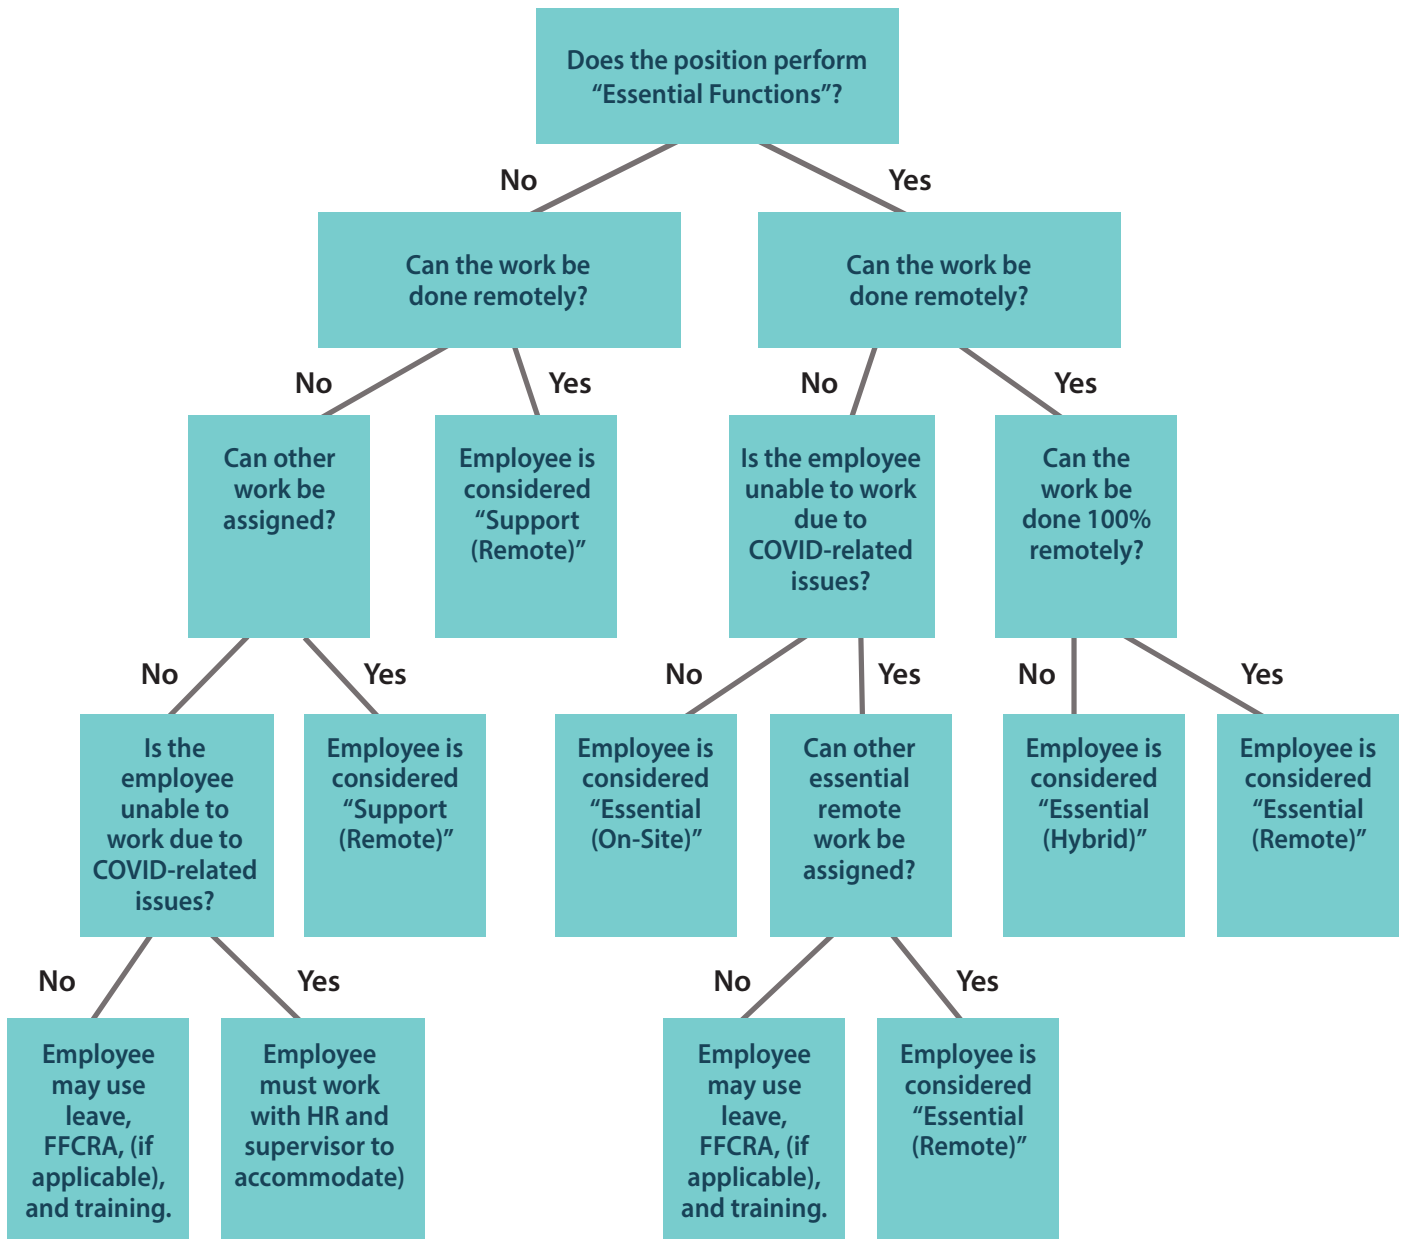 Does the position perform
“Essential Functions”?
No
Yes
Can the work be
done remotely?
Can the work be
done remotely?
No
Yes
No
Yes
Can other
work be
assigned?
Employee is
considered
“Support
(Remote)”
Is the employee
unable to work
due to
COVID-related
issues?
Can the
work be
done 100%
remotely?
No
Yes
No
Yes
No
Yes
Is the
employee
unable to
work due to
COVID-related
issues?
Employee is
considered
“Support
(Remote)”
Employee is
considered
“Essential
(On-Site)”
Can other
essential
remote
work be
assigned?
Employee is
considered
“Essential
(Hybrid)”
Employee is
considered
“Essential
(Remote)”
No
Yes
No
Yes
Employee
may use
leave,
FFCRA, (if
applicable),
and training.
Employee
must work
with HR and
supervisor to
accommodate)
Employee
may use
leave,
FFCRA, (if
applicable),
and training.
Employee is
considered
“Essential
(Remote)”